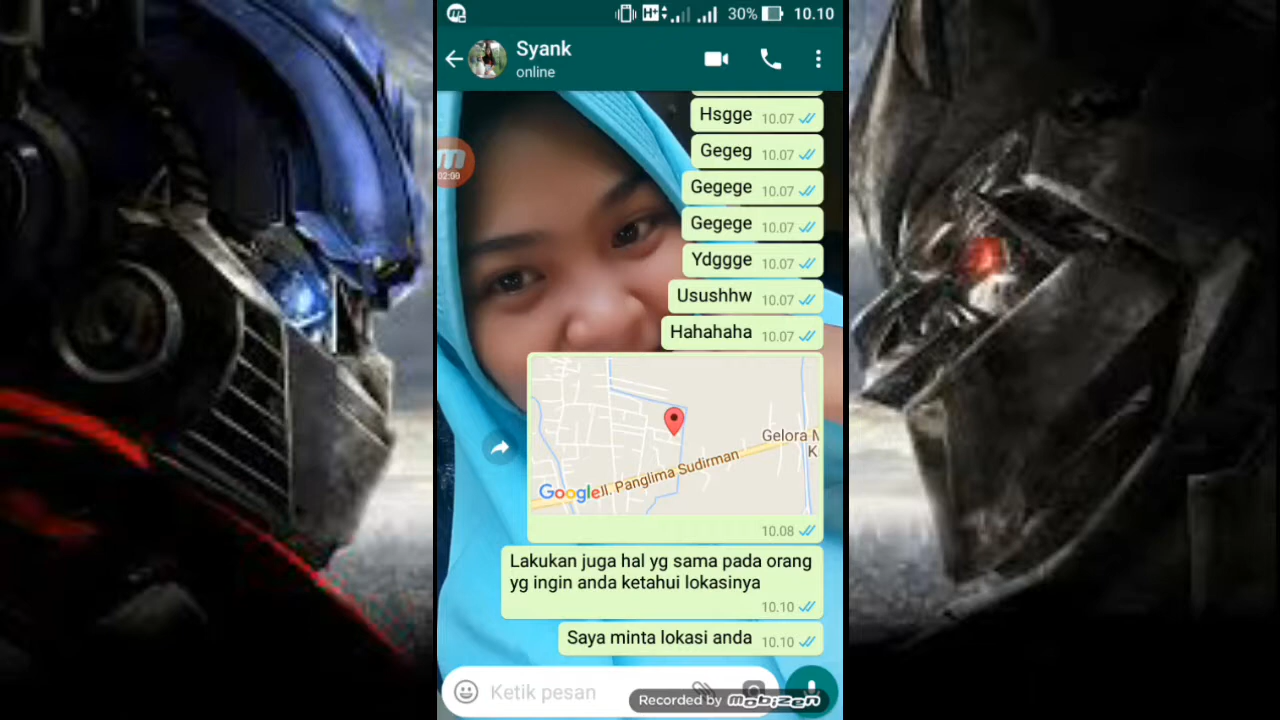 30% 10.10
Syank
online
Hsgge 10.07
Gegeg 10.07
02:00
Gegege 10.07
Gegege 10.07
Ydggge 10.07
Usushhw 10.07
Hahahaha 10.07
Gelora M
K
Jl. Panglima Sudirman
Google
10.08
Lakukan juga hal yg sama pada orang
yg ingin anda ketahui lokasinya
10.10
Saya minta lokasi anda 10.10
Ketik pesan
Recorded by mobizen